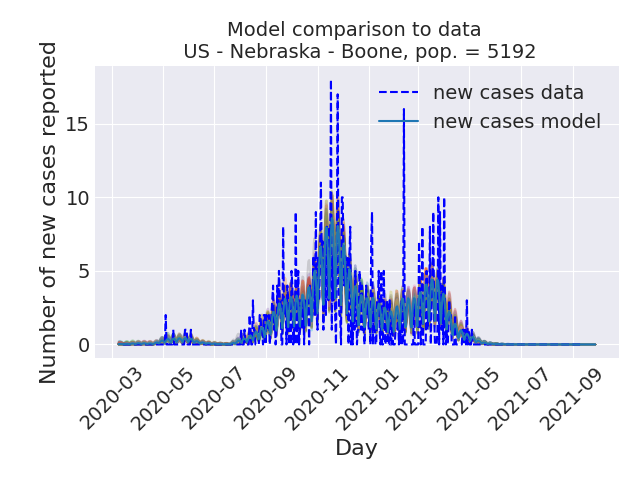 Model comparison to data
US - Nebraska - Boone, pop. = 5192
new cases data
new cases model
Number of new cases reported
15
10
5
0
2020-03
2020-05
2020-07
2020-09
2020-11
2021-01
2021-03
2021-05
2021-07
2021-09
Day